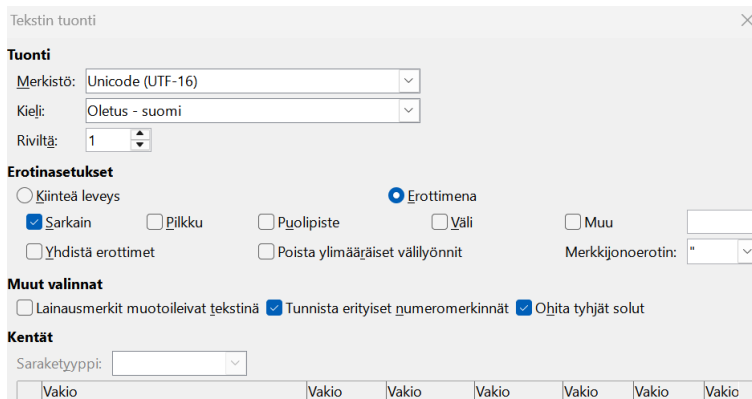 Tekstin tuonti
Tuonti
Merkistö: Unicode (UTF-16)
Kieli: Oletus - suomi
Riviltä: 1
Erotinasetukset
Kiinteä leveys Erottimena
Sarkain Pilkku Puolipiste Väli Muu
Yhdistä erottimet Poista ylimääräiset välilyönnit Merkkijonoerotin: "
Muut valinnat
Lainausmerkit muotoileivat tekstinä Tunnista erityiset numeromerkinnät Ohita tyhjät solut
Kentät
Saraketyyppi:
Vakio Vakio Vakio Vakio Vakio Vakio Vakio